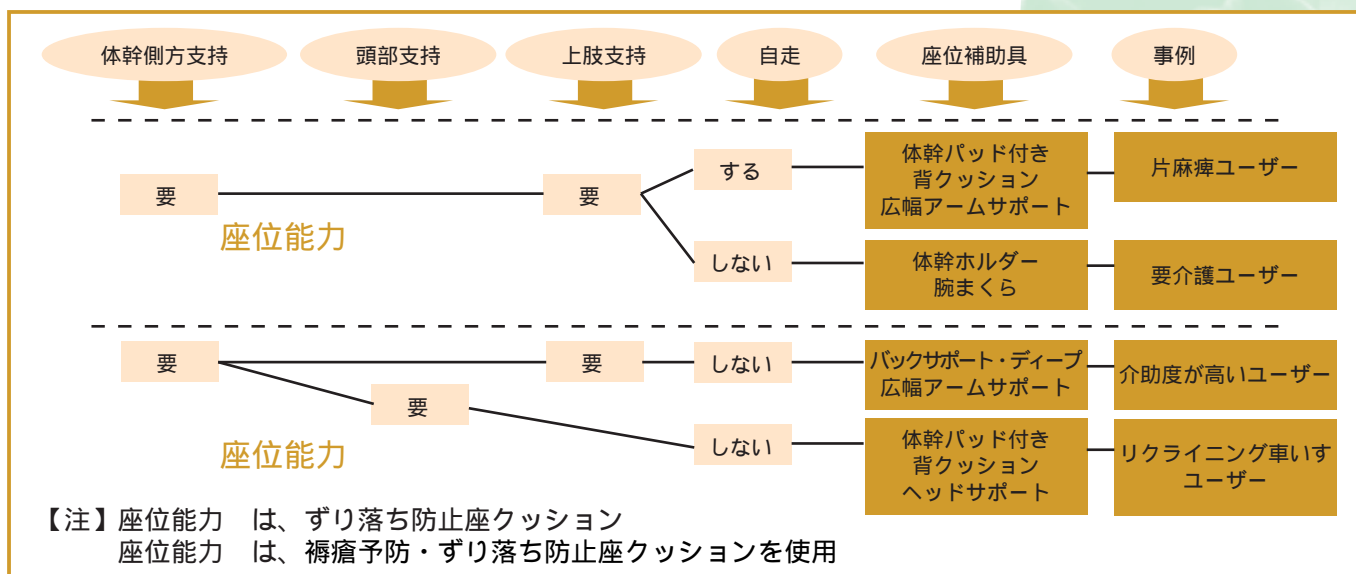 体幹側方支持
頭部支持
上肢支持
自走
座位補助具
事例
要
要
する
体幹パッド付き
背クッション
広幅アームサポート
片麻痺ユーザー
座位能力
しない
体幹ホルダー
腕まくら
要介護ユーザー
要
要
しない
バックサポート・ディープ
広幅アームサポート
介助度が高いユーザー
要
座位能力
しない
体幹パッド付き
背クッション
ヘッドサポート
リクライニング車いす
ユーザー
【注】座位能力　は、ずり落ち防止座クッション
座位能力　は、褥瘡予防・ずり落ち防止座クッションを使用